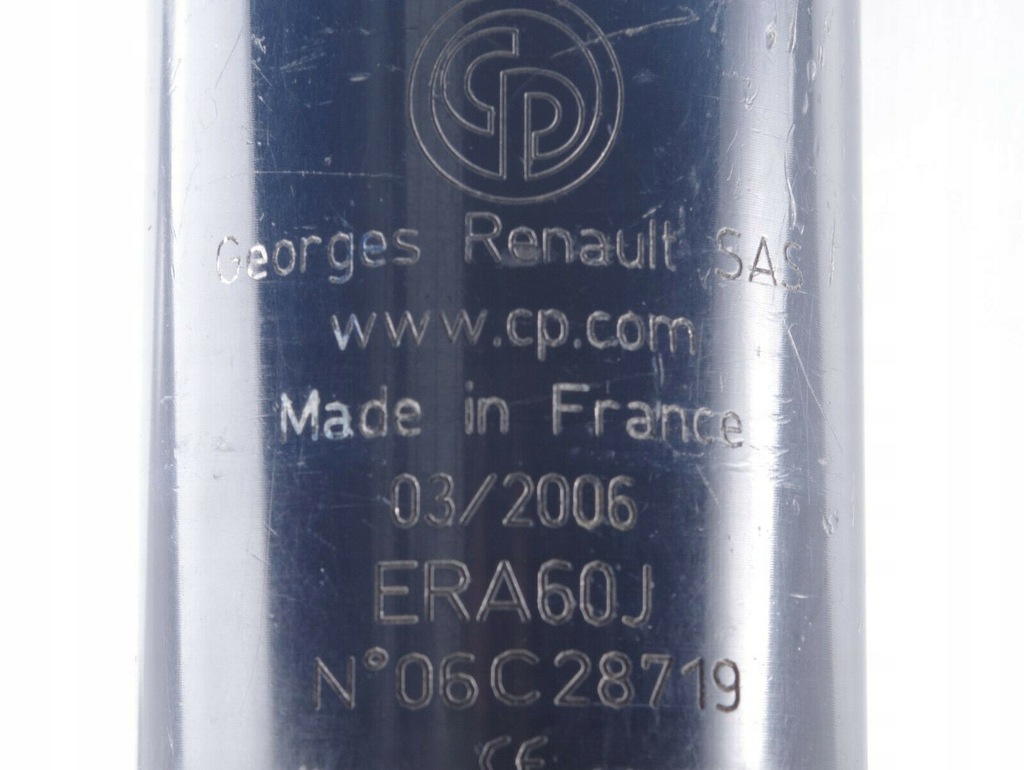 CP
Georges Renault SAS
www.cp.com
Made in France
03/2006
ERA60J
N°06C28719
CE